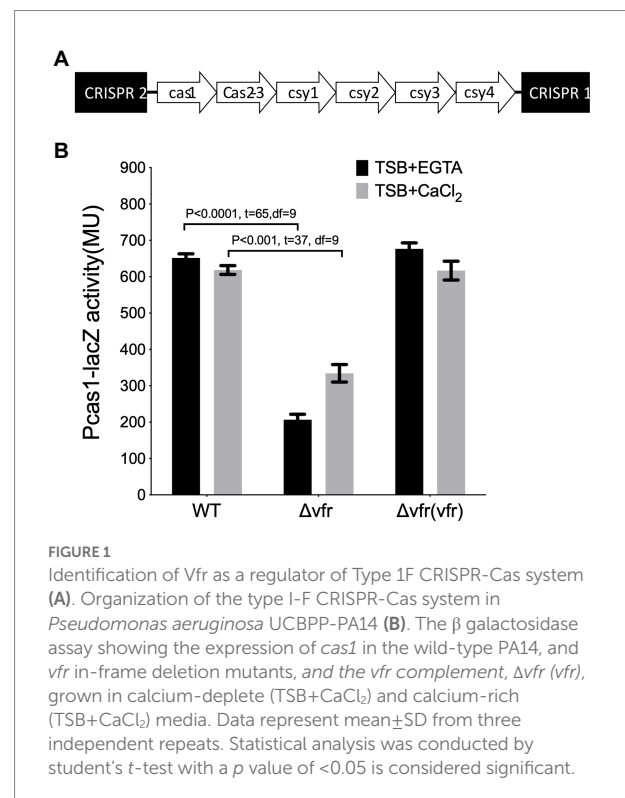 A
CRISPR 2 cas1 Cas2-3 csy1 csy2 csy3 csy4 CRISPR 1
B
900
800
700
600
500
400
300
200
100
0
Pcas1-lacZ activity(MU)
TSB+EGTA
TSB+CaCl₂
P<0.0001, t=65,df=9
P<0.001, t=37, df=9
WT Δvfr Δvfr(vfr)
FIGURE 1
Identification of Vfr as a regulator of Type 1F CRISPR-Cas system
(A). Organization of the type I-F CRISPR-Cas system in
Pseudomonas aeruginosa UCBPP-PA14 (B). The β galactosidase
assay showing the expression of cas1 in the wild-type PA14, and
vfr in-frame deletion mutants, and the vfr complement, Δvfr (vfr),
grown in calcium-deplete (TSB+CaCl₂) and calcium-rich
(TSB+CaCl₂) media. Data represent mean±SD from three
independent repeats. Statistical analysis was conducted by
student’s t-test with a p value of <0.05 is considered significant.